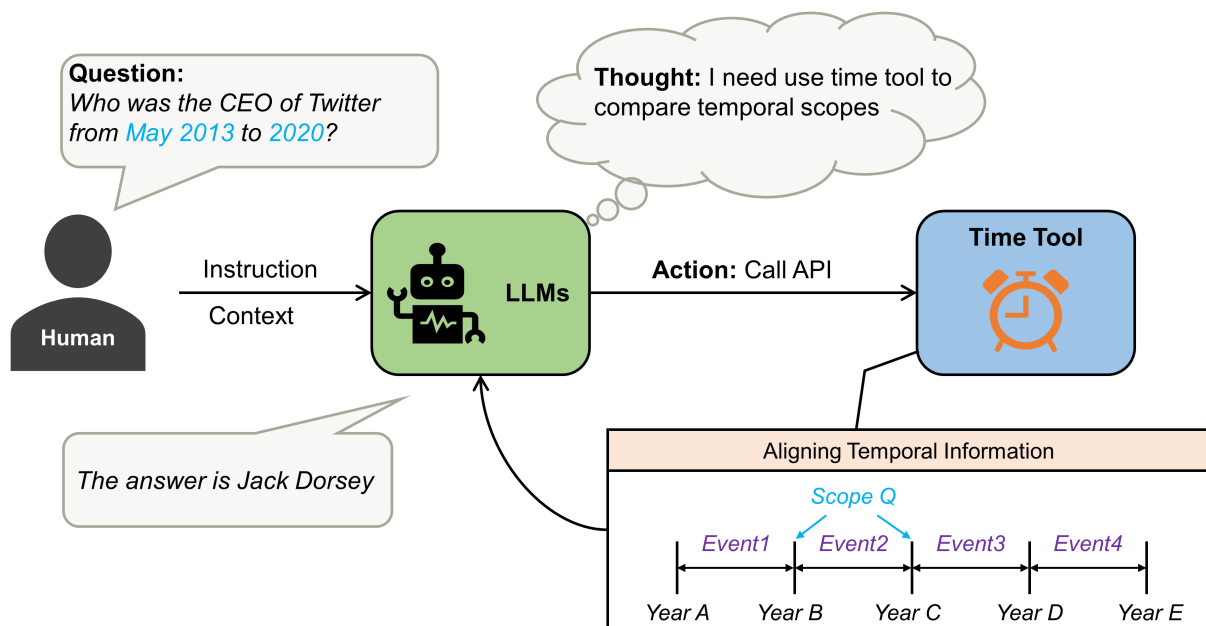 Question:
Who was the CEO of Twitter
from May 2013 to 2020?
Thought: I need use time tool to
compare temporal scopes
Human
Instruction
Context
LLMs
Action: Call API
Time Tool
The answer is Jack Dorsey
Aligning Temporal Information
Scope Q
Event1 Event2 Event3 Event4
Year A Year B Year C Year D Year E